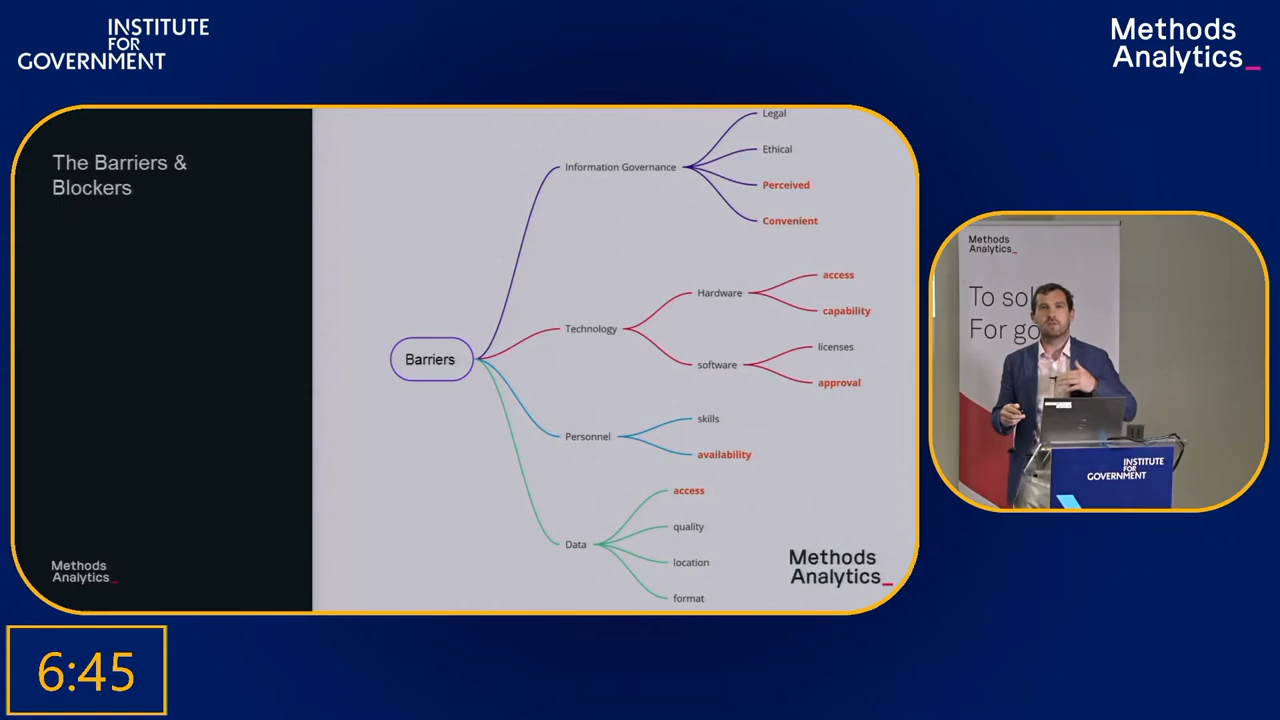 INSTITUTE
FOR
GOVERNMENT
Methods
Analytics_
The Barriers &
Blockers
Methods
Analytics_
Barriers
Information Governance
Legal
Ethical
Perceived
Convenient
Technology
Hardware
access
capability
software
licenses
approval
Personnel
skills
availability
Data
access
quality
location
format
Methods
Analytics_
Methods
Analytics_
To sol
For go
INSTITUTE
FOR
GOVERNMENT
6:45